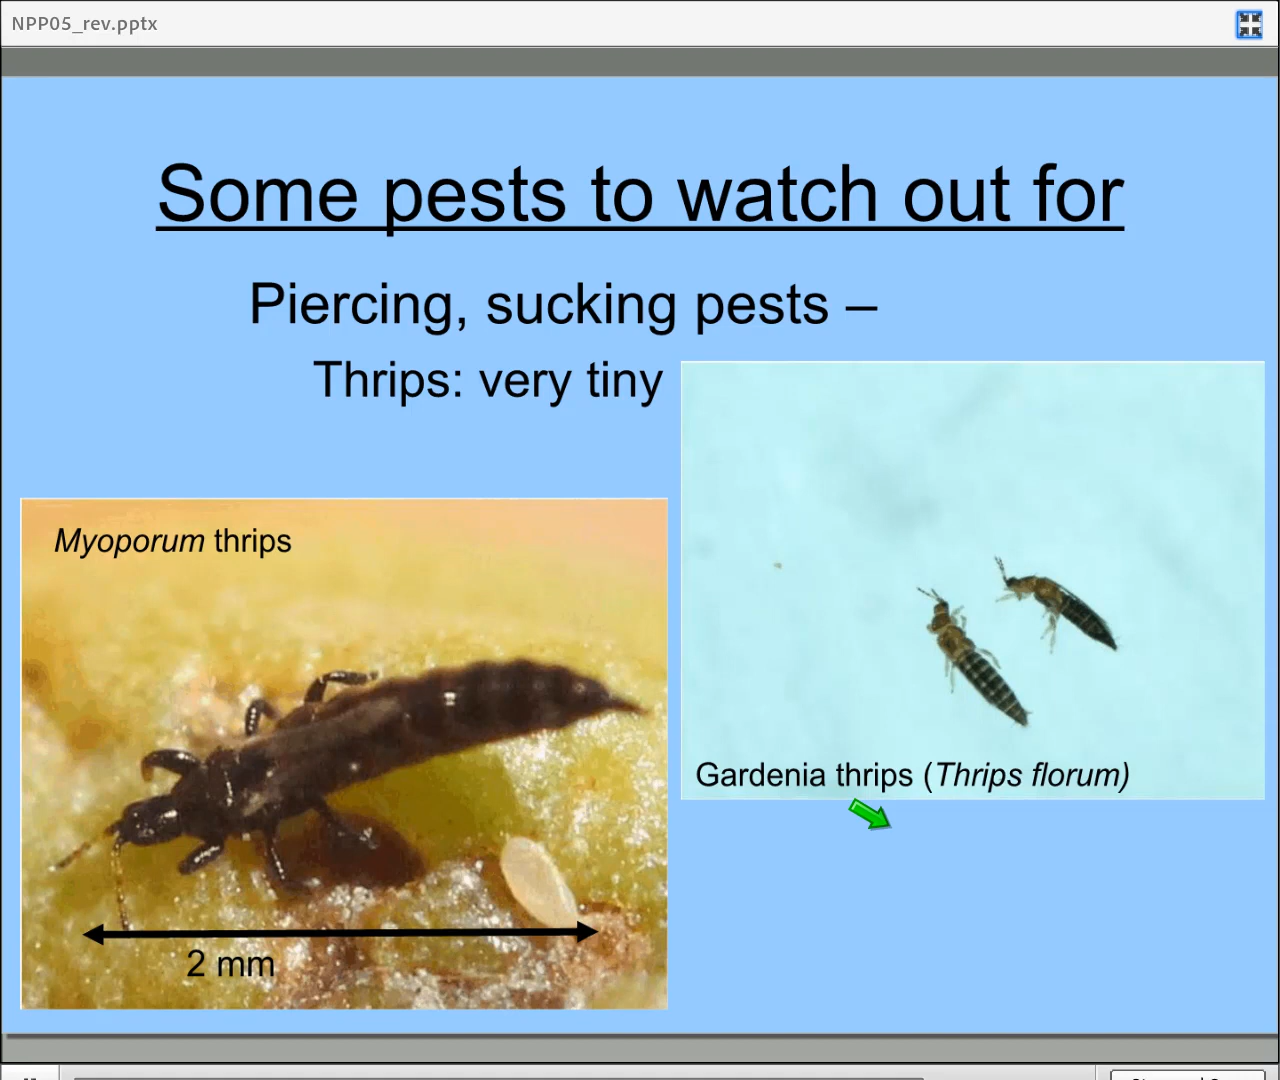 NPP05_rev.pptx
Some pests to watch out for
Piercing, sucking pests –
Thrips: very tiny
Myoporum thrips
Gardenia thrips (Thrips florum)
2 mm